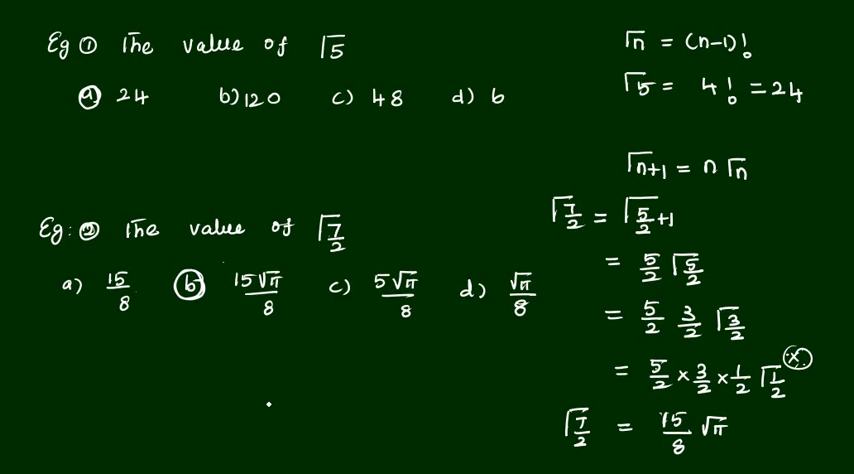 Eg ① The value of Γ5
ⓐ 24 b) 120 c) 48 d) 6
Eg: ② The value of Γ7/2
a) 15/8 ⓑ 15√π/8 c) 5√π/8 d) √π/8
Γn = (n-1)!
Γ5 = 4! = 24
Γn+1 = n Γn
Γ7/2 = Γ5/2+1
= 5/2 Γ5/2
= 5/2 3/2 Γ3/2
= 5/2 × 3/2 × 1/2 Γ1/2 ⓧ
Γ7/2 = 15/8 √π